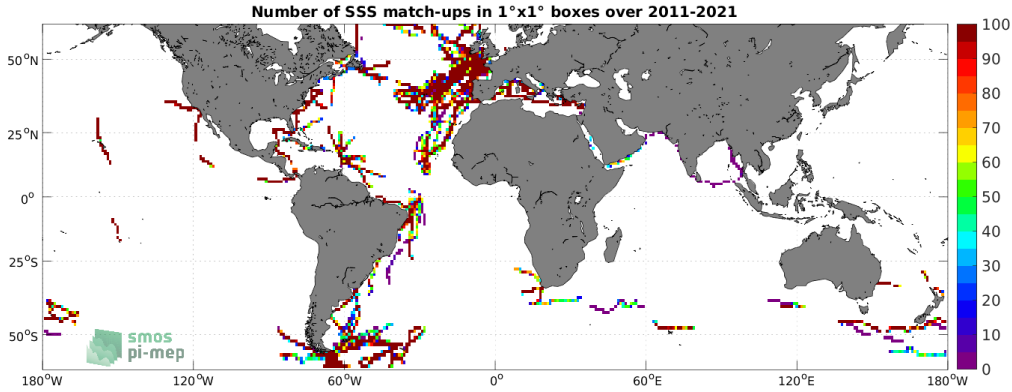 Number of SSS match-ups in 1°x1° boxes over 2011-2021
50°N
25°N
0°
25°S
50°S
180°W
120°W
60°W
0°
60°E
120°E
180°W
100
90
80
70
60
50
40
30
20
10
0
smos
pi-mep